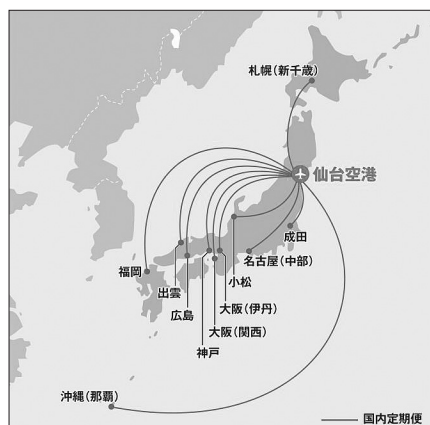 札幌(新千歳)
仙台空港
成田
名古屋(中部)
小松
福岡
出雲
大阪(伊丹)
広島
大阪(関西)
神戸
沖縄(那覇)
国内定期便